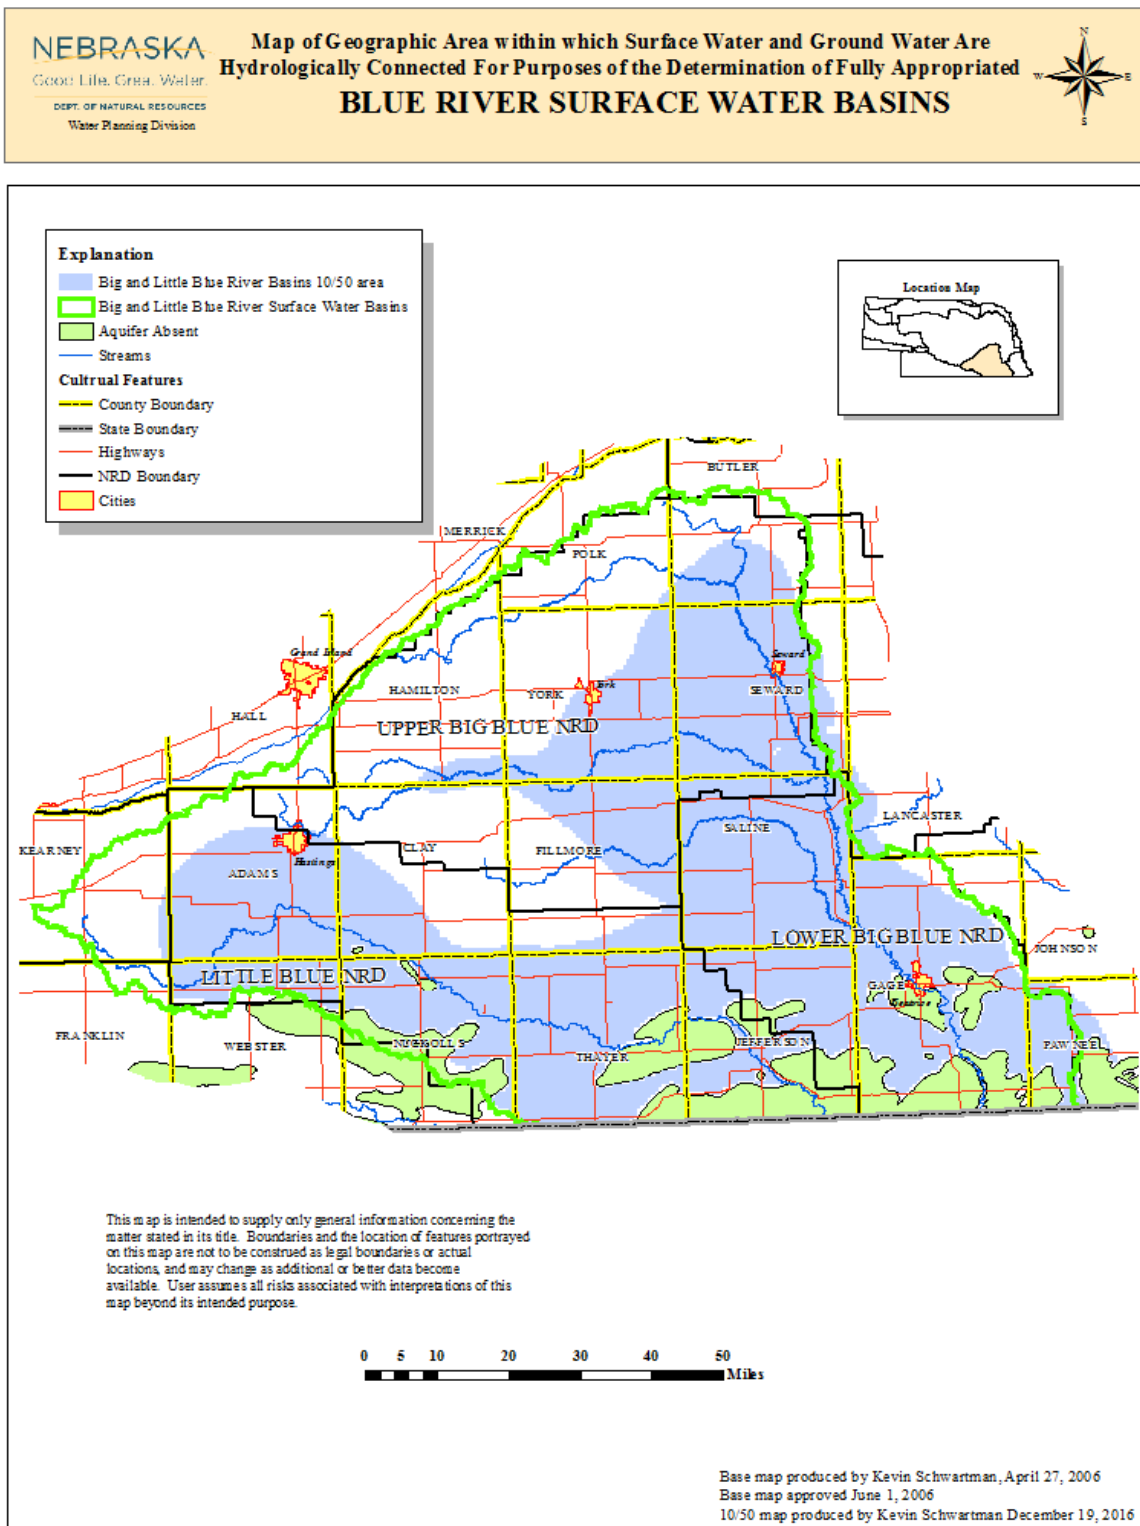 NEBRASKA
Good Life. Great Water.
DEPT. OF NATURAL RESOURCES
Water Planning Division
Map of Geographic Area within which Surface Water and Ground Water Are
Hydrologically Connected For Purposes of the Determination of Fully Appropriated
BLUE RIVER SURFACE WATER BASINS
N
W
E
S
Explanation
Big and Little Blue River Basins 10/50 area
Big and Little Blue River Surface Water Basins
Aquifer Absent
Streams
Cultrual Features
County Boundary
State Boundary
Highways
NRD Boundary
Cities
Location Map
BUTLER
MERRICK
POLK
Grand Island
Seward
HAMILTON
YORK
York
SEWARD
HALL
UPPER BIG BLUE NRD
LANCASTER
SALINE
KEARNEY
CLAY
FILLMORE
Hastings
ADAMS
LOWER BIG BLUE NRD
JOHNSON
LITTLE BLUE NRD
GAGE
Beatrice
FRANKLIN
WEBSTER
NUCKOLLS
JEFFERSON
PAWNEE
THAYER
This map is intended to supply only general information concerning the
matter stated in its title. Boundaries and the location of features portrayed
on this map are not to be construed as legal boundaries or actual
locations, and may change as additional or better data become
available. User assumes all risks associated with interpretations of this
map beyond its intended purpose.
0 5 10 20 30 40 50
Miles
Base map produced by Kevin Schwartman, April 27, 2006
Base map approved June 1, 2006
10/50 map produced by Kevin Schwartman December 19, 2016